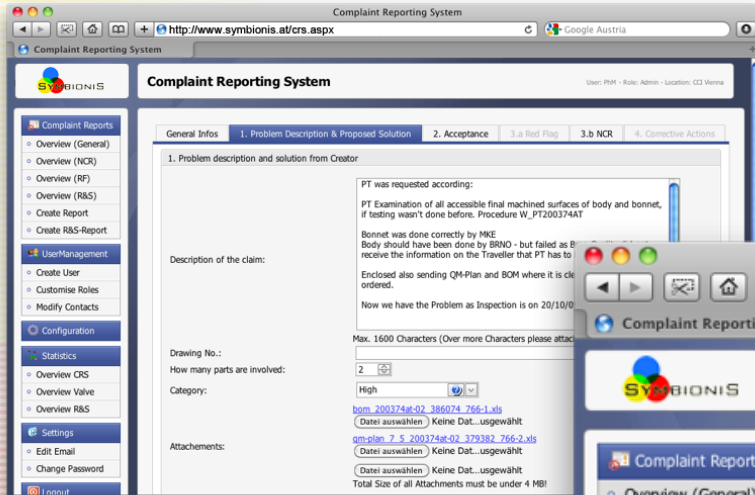 Complaint Reporting System
http://www.symbionis.at/crs.aspx
Google Austria
Complaint Reporting System
SYMBIONIS
Complaint Reporting System
User: PhM - Role: Admin - Location: CCI Vienna
Complaint Reports
Overview (General)
Overview (NCR)
Overview (RF)
Overview (R&S)
Create Report
Create R&S-Report
UserManagement
Create User
Customise Roles
Modify Contacts
Configuration
Statistics
Overview CRS
Overview Valve
Overview R&S
Settings
Edit Email
Change Password
Logout
General Infos
1. Problem Description & Proposed Solution
2. Acceptance
3.a Red Flag
3.b NCR
4. Corrective Actions
1. Problem description and solution from Creator
Description of the claim:
PT was requested according:
PT Examination of all accessible final machined surfaces of body and bonnet,
if testing wasn't done before. Procedure W_PT200374AT
Bonnet was done correctly by MKE
Body should have been done by BRNO - but failed as
receive the information on the Traveller that PT has to
Enclosed also sending QM-Plan and BOM where it is
ordered.
Now we have the Problem as Inspection is on 20/10/0
Max. 1600 Characters (Over more Characters please
Drawing No.:
How many parts are involved:
2
Category:
High
Attachements:
bom_200374at-02_386074_766-1.xls
Datei auswählen Keine Dat...usgewählt
qm-plan_7_5_200374at-02_379382_766-2.xls
Datei auswählen Keine Dat...usgewählt
Datei auswählen Keine Dat...usgewählt
Total Size of all Attachments must be under 4 MB!
Complaint Reporti
SYMBIONIS
Complaint Report
Overview (General)